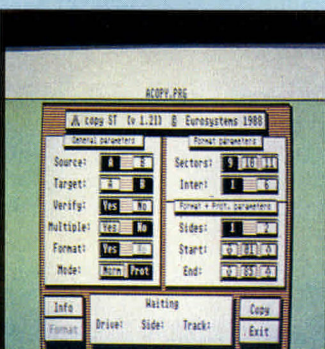 ACOPY.PRG
A copy ST (v 1.21) & Eurosystems 1988
General parameters
Format parameters
Source: A B
Sectors: 9 10 11
Target: A B
Inter: 1 6
Verify: Yes No
Format + Prot. parameters
Multiple: Yes No
Sides: 1 2
Format: Yes No
Start: 01
Mode: Norm Prot
End:
Info
Waiting
Copy
Format
Drive: Side: Track:
Exit